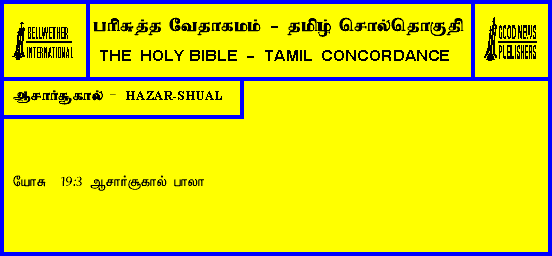 BELLWETHER
INTERNATIONAL
பரிசுத்த வேதாகமம் - தமிழ் சொல்தொகுதி
THE HOLY BIBLE - TAMIL CONCORDANCE
GOOD NEWS
PUBLISHERS
ஆசார்சூகால் - HAZAR-SHUAL
யோசு 19:3 ஆசார்சூகால் பாலா